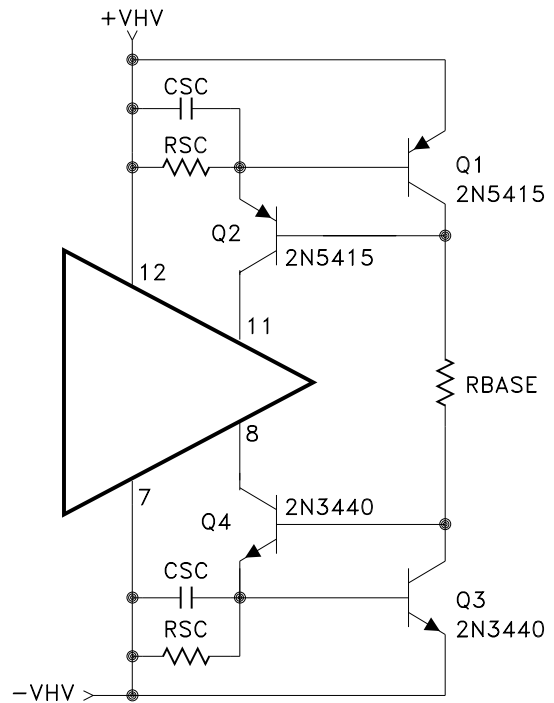 +VHV
CSC
RSC
Q1
2N5415
Q2
2N5415
12
11
RBASE
8
7
2N3440
Q4
CSC
Q3
RSC
2N3440
-VHV